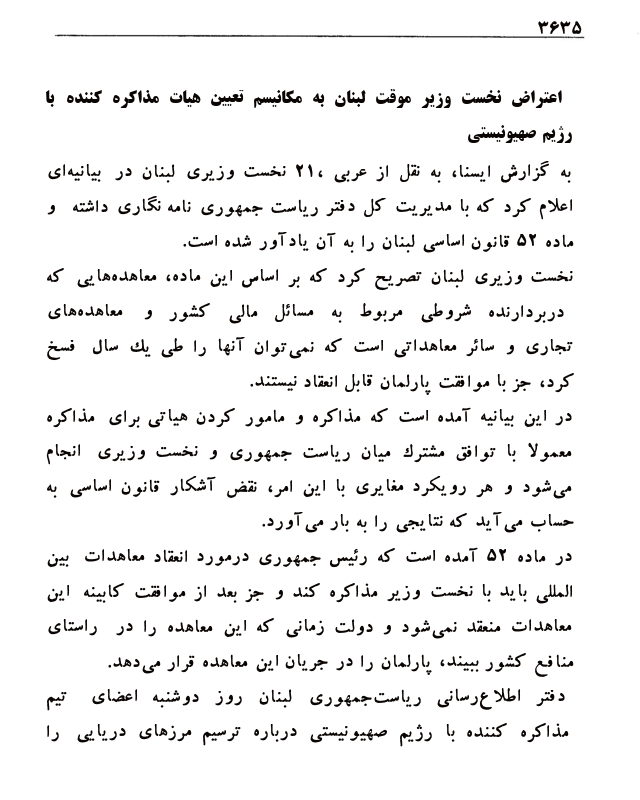 ۳۶۳۵
اعتراض نخست وزیر موقت لبنان به مکانیسم تعیین هیات مذاکره کننده با
رژیم صهیونیستی
به گزارش ایسنا، به نقل از عربی ۲۱، نخست وزیری لبنان در بیانیه‌ای
اعلام کرد که با مدیریت کل دفتر ریاست جمهوری نامه نگاری داشته و
ماده ۵۲ قانون اساسی لبنان را به آن یادآور شده است.
نخست وزیری لبنان تصریح کرد که بر اساس این ماده، معاهده‌هایی که
دربردارنده شروطی مربوط به مسائل مالی کشور و معاهده‌های
تجاری و سائر معاهداتی است که نمی‌توان آنها را طی یك سال فسخ
کرد، جز با موافقت پارلمان قابل انعقاد نیستند.
در این بیانیه آمده است که مذاکره و مامور کردن هیاتی برای مذاکره
معمولا با توافق مشترك میان ریاست جمهوری و نخست وزیری انجام
می‌شود و هر رویکرد مغایری با این امر، نقض آشکار قانون اساسی به
حساب می‌آید که نتایجی را به بار می‌آورد.
در ماده ۵۲ آمده است که رئیس جمهوری درمورد انعقاد معاهدات بین
المللی باید با نخست وزیر مذاکره کند و جز بعد از موافقت کابینه این
معاهدات منعقد نمی‌شود و دولت زمانی که این معاهده را در راستای
منافع کشور ببیند، پارلمان را در جریان این معاهده قرار می‌دهد.
دفتر اطلاع‌رسانی ریاست‌جمهوری لبنان روز دوشنبه اعضای تیم
مذاکره کننده با رژیم صهیونیستی درباره ترسیم مرزهای دریایی را